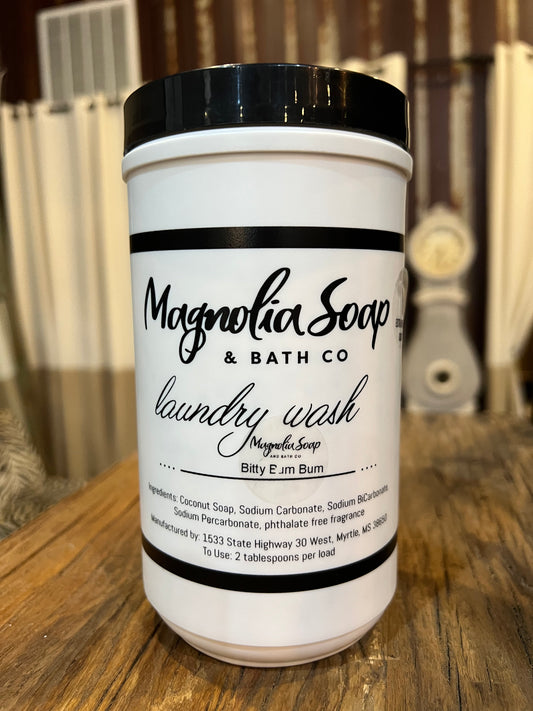 Magnolia Soap
& BATH CO
laundry wash
Magnolia Soap
AND BATH CO
Bitty Bum Bum
Ingredients: Coconut Soap, Sodium Carbonate, Sodium BiCarbonate,
Sodium Percarbonate, phthalate free fragrance
Manufactured by: 1533 State Highway 30 West, Myrtle, MS 38650
To Use: 2 tablespoons per load